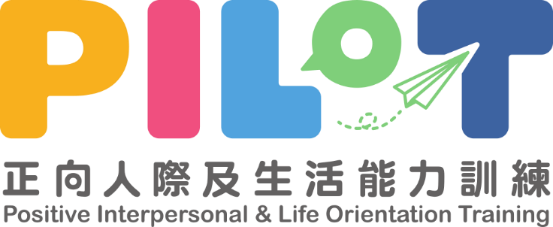 PILOT
正向人際及生活能力訓練
Positive Interpersonal & Life Orientation Training